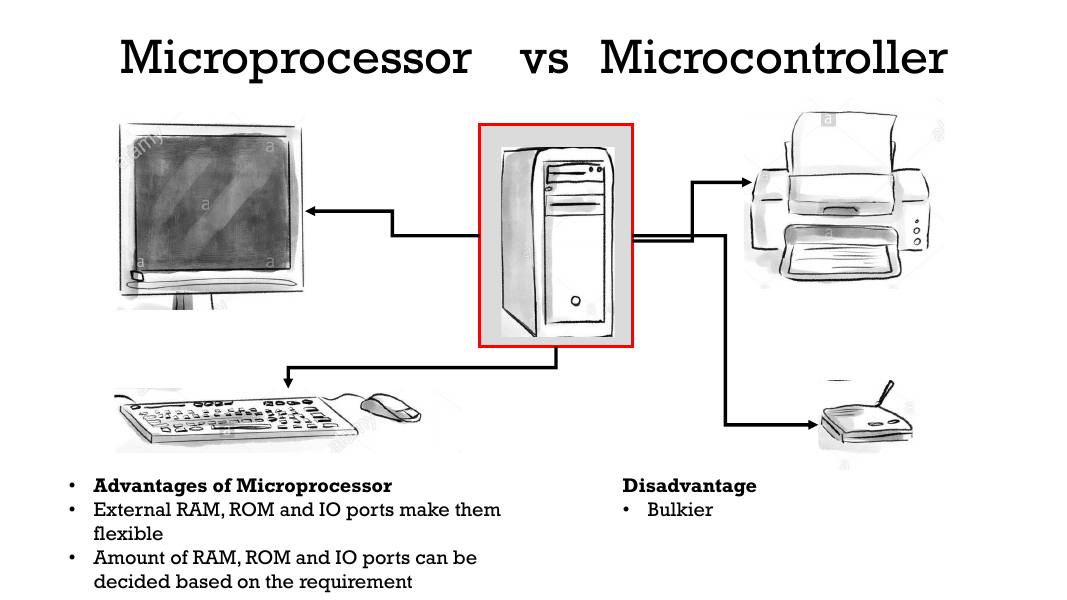 Microprocessor vs Microcontroller
alamy
a
a
a
a
a
a
a
a
• Advantages of Microprocessor
• External RAM, ROM and IO ports make them
flexible
• Amount of RAM, ROM and IO ports can be
decided based on the requirement
Disadvantage
• Bulkier